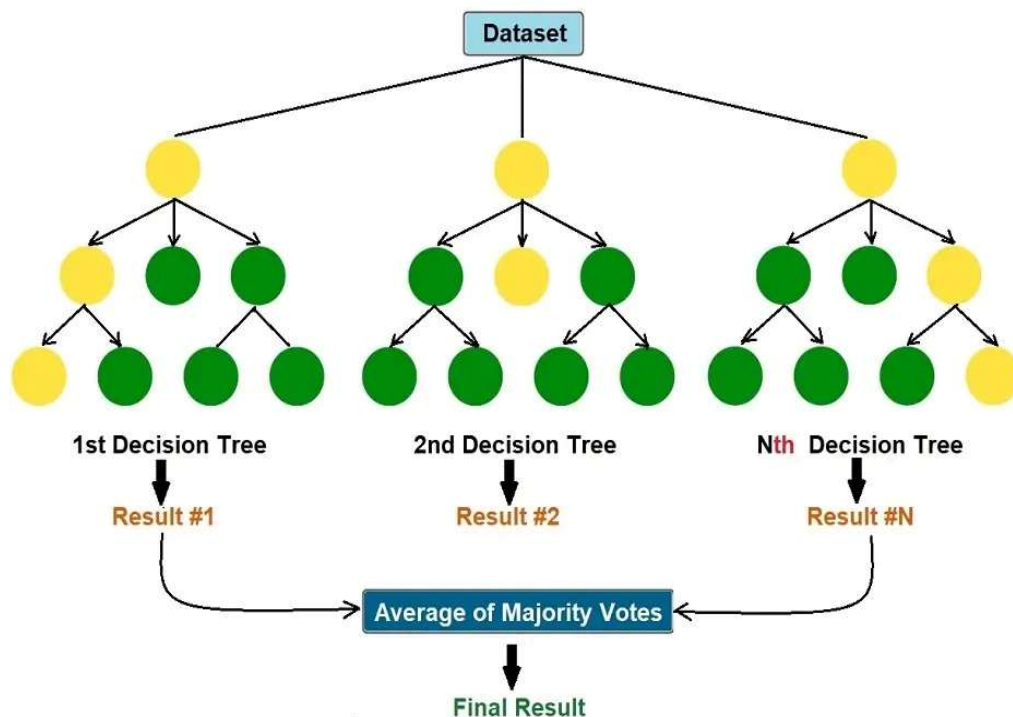 Dataset
1st Decision Tree
2nd Decision Tree
Nth Decision Tree
Result #1
Result #2
Result #N
Average of Majority Votes
Final Result